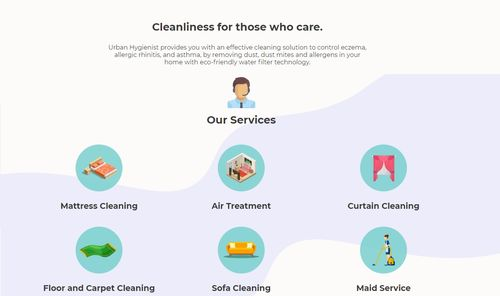 Cleanliness for those who care.
Urban Hygienist provides you with an effective cleaning solution to control eczema,
allergic rhinitis, and asthma, by removing dust, dust mites and allergens in your
home with eco-friendly water filter technology.
Our Services
Mattress Cleaning
Air Treatment
Curtain Cleaning
Floor and Carpet Cleaning
Sofa Cleaning
Maid Service